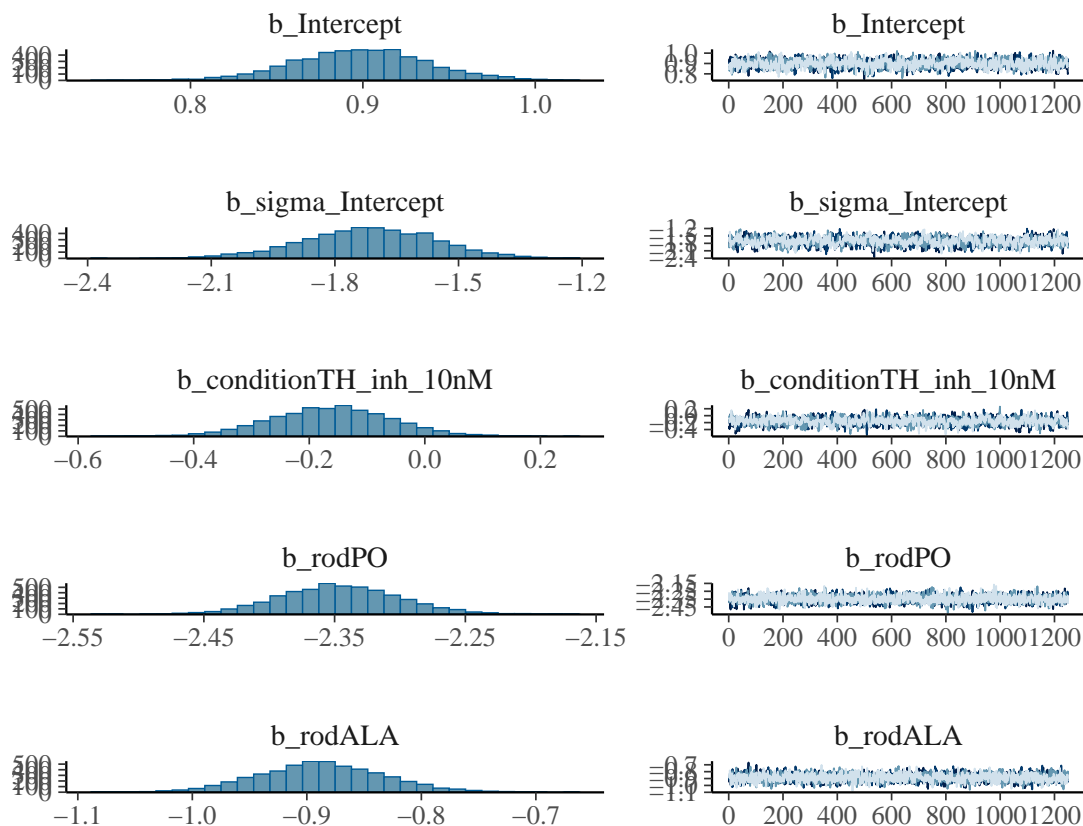 b_Intercept
0.8 0.9 1.0
b_Intercept
0 200 400 600 800 1000 1200
b_sigma_Intercept
−2.4 −2.1 −1.8 −1.5 −1.2
b_sigma_Intercept
0 200 400 600 800 1000 1200
b_conditionTH_inh_10nM
−0.6 −0.4 −0.2 0.0 0.2
b_conditionTH_inh_10nM
0 200 400 600 800 1000 1200
b_rodPO
−2.55 −2.45 −2.35 −2.25 −2.15
b_rodPO
0 200 400 600 800 1000 1200
b_rodALA
−1.1 −1.0 −0.9 −0.8 −0.7
b_rodALA
0 200 400 600 800 1000 1200